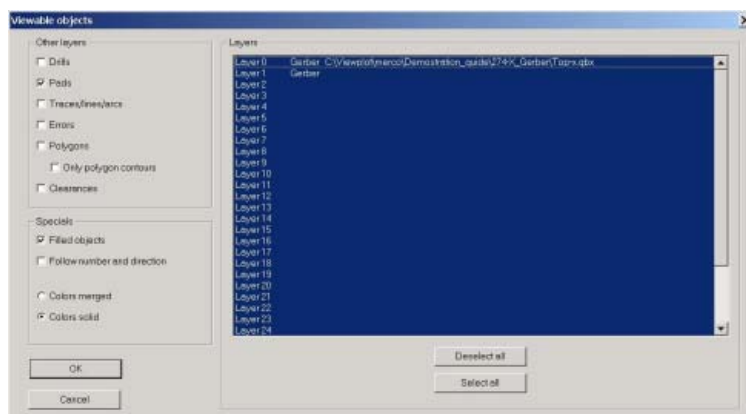 Viewable objects
Other layers
Drills
Pads
Traces/lines/arcs
Errors
Polygons
Only polygon contours
Clearances
Specials
Filled objects
Follow number and direction
Colors merged
Colors solid
OK
Cancel
Layers
Layer 0 Gerber C:\Viewplot\merco\Demostration_guide\274-X_Gerber\Top-x.gbx
Layer 1 Gerber
Layer 2
Layer 3
Layer 4
Layer 5
Layer 6
Layer 7
Layer 8
Layer 9
Layer 10
Layer 11
Layer 12
Layer 13
Layer 14
Layer 15
Layer 16
Layer 17
Layer 18
Layer 19
Layer 20
Layer 21
Layer 22
Layer 23
Layer 24
Deselect all
Select all